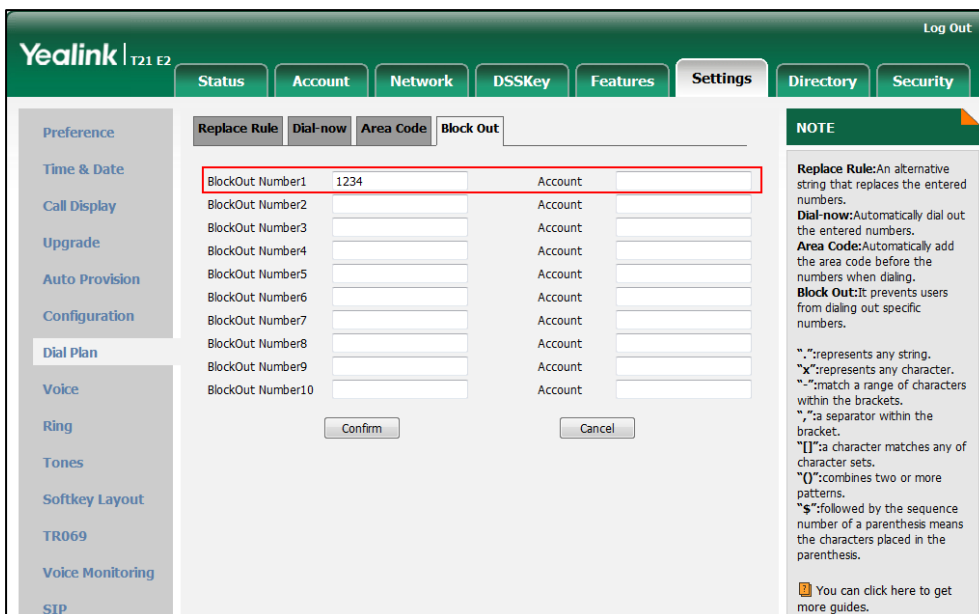 Log Out
Yealink | T21 E2
Status Account Network DSSKey Features Settings Directory Security
Preference
Time & Date
Call Display
Upgrade
Auto Provision
Configuration
Dial Plan
Voice
Ring
Tones
Softkey Layout
TR069
Voice Monitoring
SIP
Replace Rule Dial-now Area Code Block Out
BlockOut Number1 1234 Account
BlockOut Number2 Account
BlockOut Number3 Account
BlockOut Number4 Account
BlockOut Number5 Account
BlockOut Number6 Account
BlockOut Number7 Account
BlockOut Number8 Account
BlockOut Number9 Account
BlockOut Number10 Account
Confirm Cancel
NOTE
Replace Rule:An alternative
string that replaces the entered
numbers.
Dial-now:Automatically dial out
the entered numbers.
Area Code:Automatically add
the area code before the
numbers when dialing.
Block Out:It prevents users
from dialing out specific
numbers.
".":represents any string.
"x":represents any character.
"-":match a range of characters
within the brackets.
",":a separator within the
bracket.
"[]":a character matches any of
character sets.
"()":combines two or more
patterns.
"$":followed by the sequence
number of a parenthesis means
the characters placed in the
parenthesis.
You can click here to get
more guides.